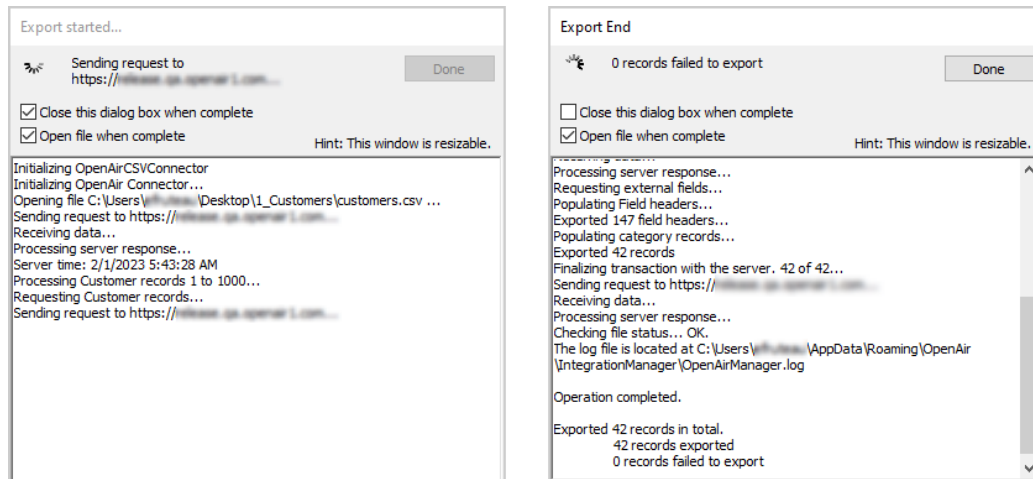 Export started...
Sending request to
https://
Done
Close this dialog box when complete
Open file when complete
Hint: This window is resizable.
Initializing OpenAirCSVConnector
Initializing OpenAir Connector...
Opening file C:\Users\ \Desktop\1_Customers\customers.csv ...
Sending request to https://
Receiving data...
Processing server response...
Server time: 2/1/2023 5:43:28 AM
Processing Customer records 1 to 1000...
Requesting Customer records...
Sending request to https://
Export End
0 records failed to export
Done
Close this dialog box when complete
Open file when complete
Hint: This window is resizable.
Processing server response...
Requesting external fields...
Populating Field headers...
Exported 147 field headers...
Populating category records...
Exported 42 records
Finalizing transaction with the server. 42 of 42...
Sending request to https://
Receiving data...
Processing server response...
Checking file status... OK.
The log file is located at C:\Users\ \AppData\Roaming\OpenAir
\IntegrationManager\OpenAirManager.log
Operation completed.
Exported 42 records in total.
42 records exported
0 records failed to export